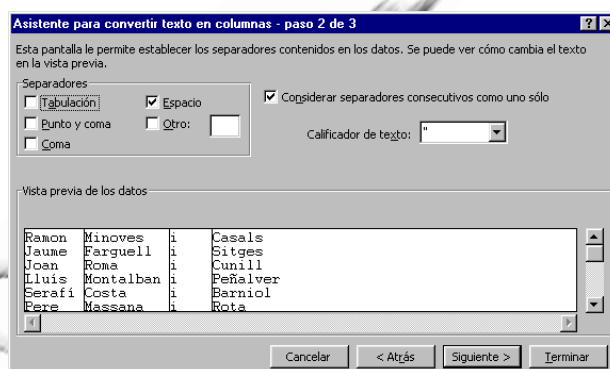 Asistente para convertir texto en columnas - paso 2 de 3
Esta pantalla le permite establecer los separadores contenidos en los datos. Se puede ver cómo cambia el texto
en la vista previa.
Separadores
Tabulación Espacio Considerar separadores consecutivos como uno sólo
Punto y coma Otro: Calificador de texto: "
Coma
Vista previa de los datos
Ramon Minoves i Casals
Jaume Farguell i Sitges
Joan Roma i Cunill
Lluís Montalban i Peñalver
Serafí Costa i Barniol
Pere Massana i Rota
Cancelar < Atrás Siguiente > Terminar